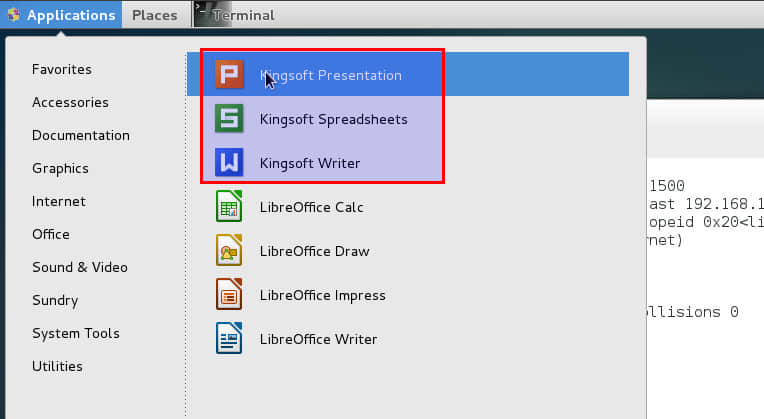 Applications Places Terminal
Favorites
Accessories
Documentation
Graphics
Internet
Office
Sound & Video
Sundry
System Tools
Utilities
P Kingsoft Presentation
S Kingsoft Spreadsheets
W Kingsoft Writer
LibreOffice Calc
LibreOffice Draw
LibreOffice Impress
LibreOffice Writer
1500
ast 192.168.1
opeid 0x20<li
rnet)
ollisions 0